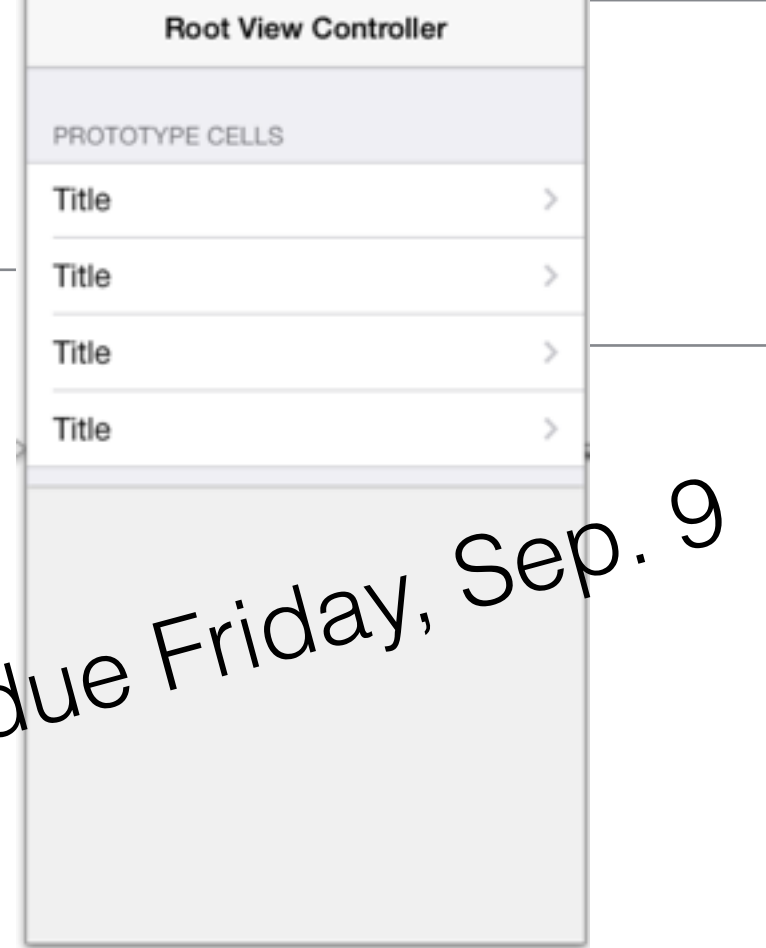 Root View Controller
PROTOTYPE CELLS
Title
Title
Title
Title
due Friday, Sep. 9